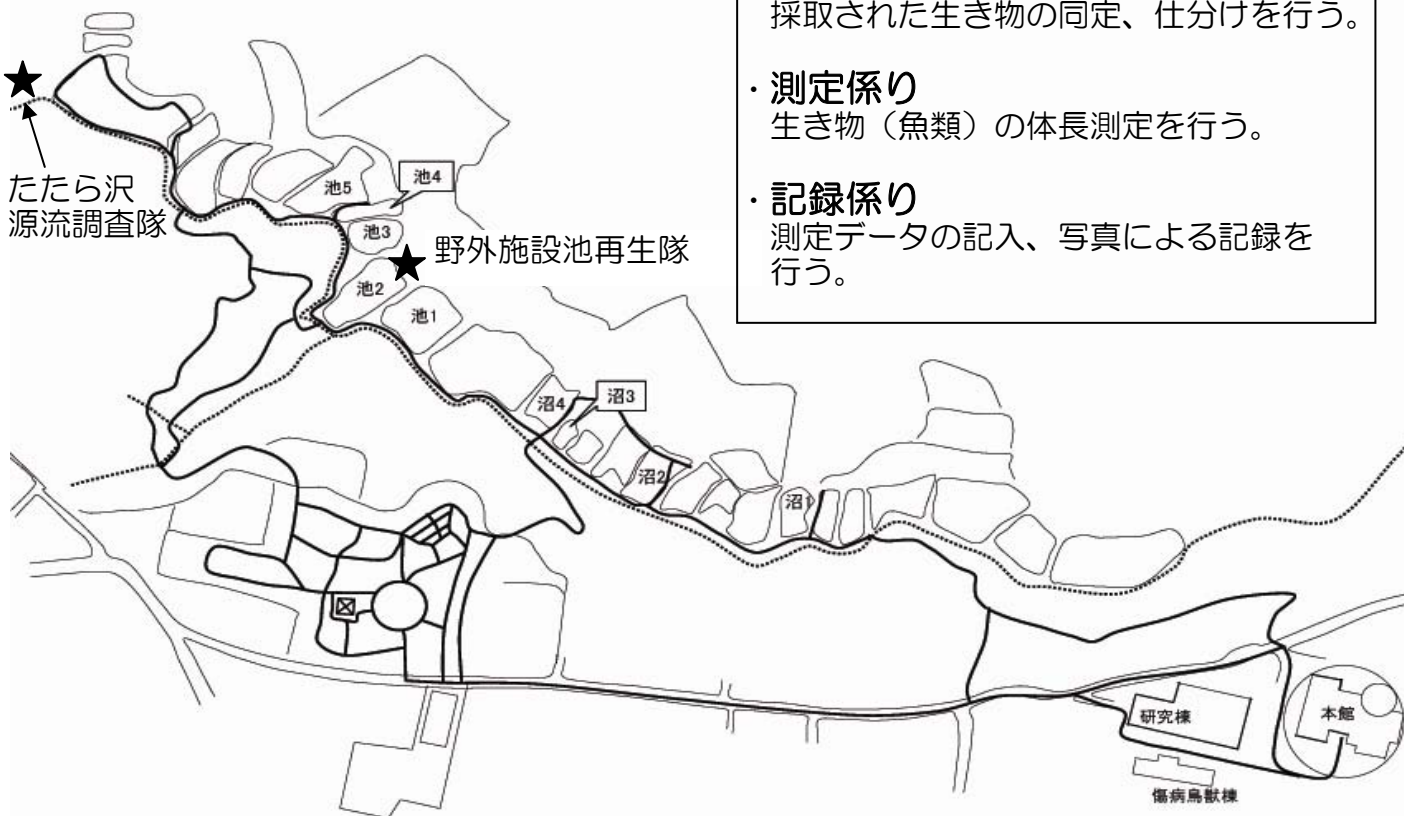 採取された生き物の同定、仕分けを行う。
・測定係り
生き物（魚類）の体長測定を行う。
・記録係り
測定データの記入、写真による記録を
行う。
★
たたら沢
源流調査隊
池5
池4
池3
★ 野外施設池再生隊
池2
池1
沼4
沼3
沼2
沼1
研究棟
本館
傷病鳥獣棟